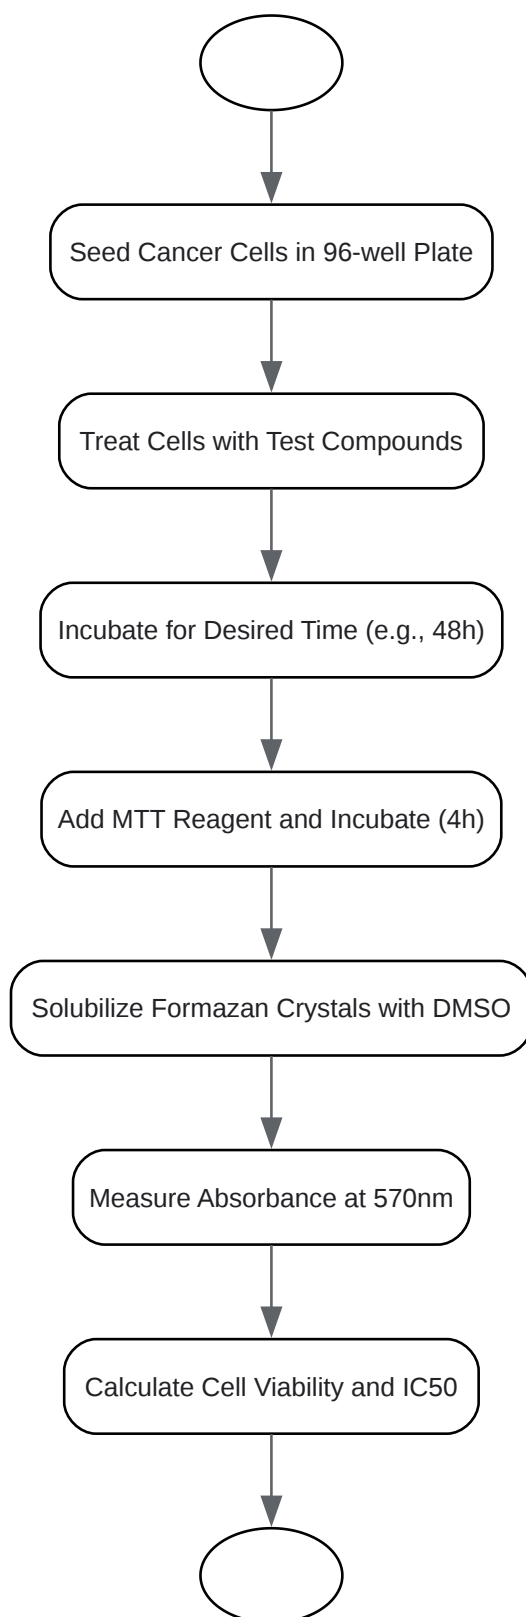 Seed Cancer Cells in 96-well Plate
Treat Cells with Test Compounds
Incubate for Desired Time (e.g., 48h)
Add MTT Reagent and Incubate (4h)
Solubilize Formazan Crystals with DMSO
Measure Absorbance at 570nm
Calculate Cell Viability and IC50